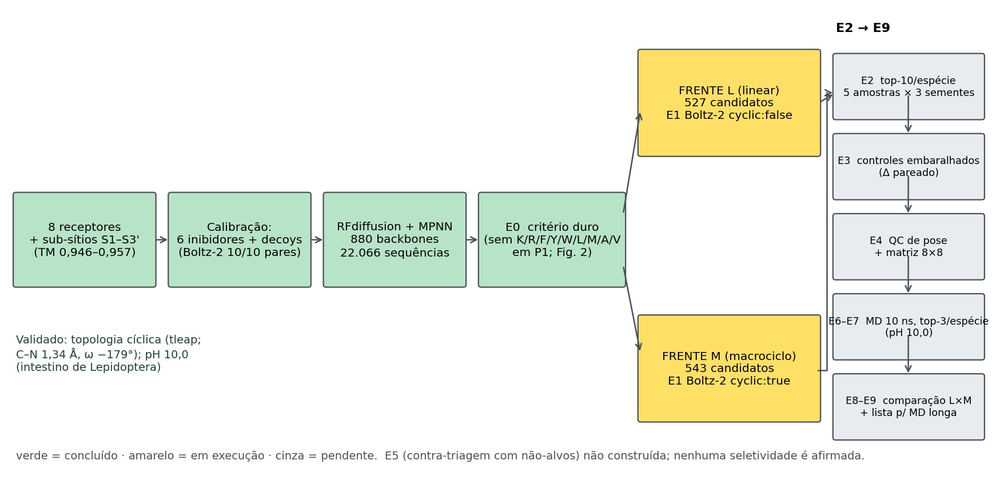 8 receptores
+ sub-sítios S1–S3'
(TM 0,946–0,957)
Calibração:
6 inibidores + decoys
(Boltz-2 10/10 pares)
RFdiffusion + MPNN
880 backbones
22.066 sequências
E0  critério duro
(sem K/R/F/Y/W/L/M/A/V
em P1; Fig. 2)
FRENTE L (linear)
527 candidatos
E1 Boltz-2 cyclic:false
FRENTE M (macrociclo)
543 candidatos
E1 Boltz-2 cyclic:true
E2 → E9
E2  top-10/espécie
5 amostras × 3 sementes
E3  controles embaralhados
(Δ pareado)
E4  QC de pose
+ matriz 8×8
E6–E7  MD 10 ns, top-3/espécie
(pH 10,0)
E8–E9  comparação L×M
+ lista p/ MD longa
Validado: topologia cíclica (tleap;
C–N 1,34 Å, ω −179°); pH 10,0
(intestino de Lepidoptera)
verde = concluído · amarelo = em execução · cinza = pendente.  E5 (contra-triagem com não-alvos) não construída; nenhuma seletividade é afirmada.